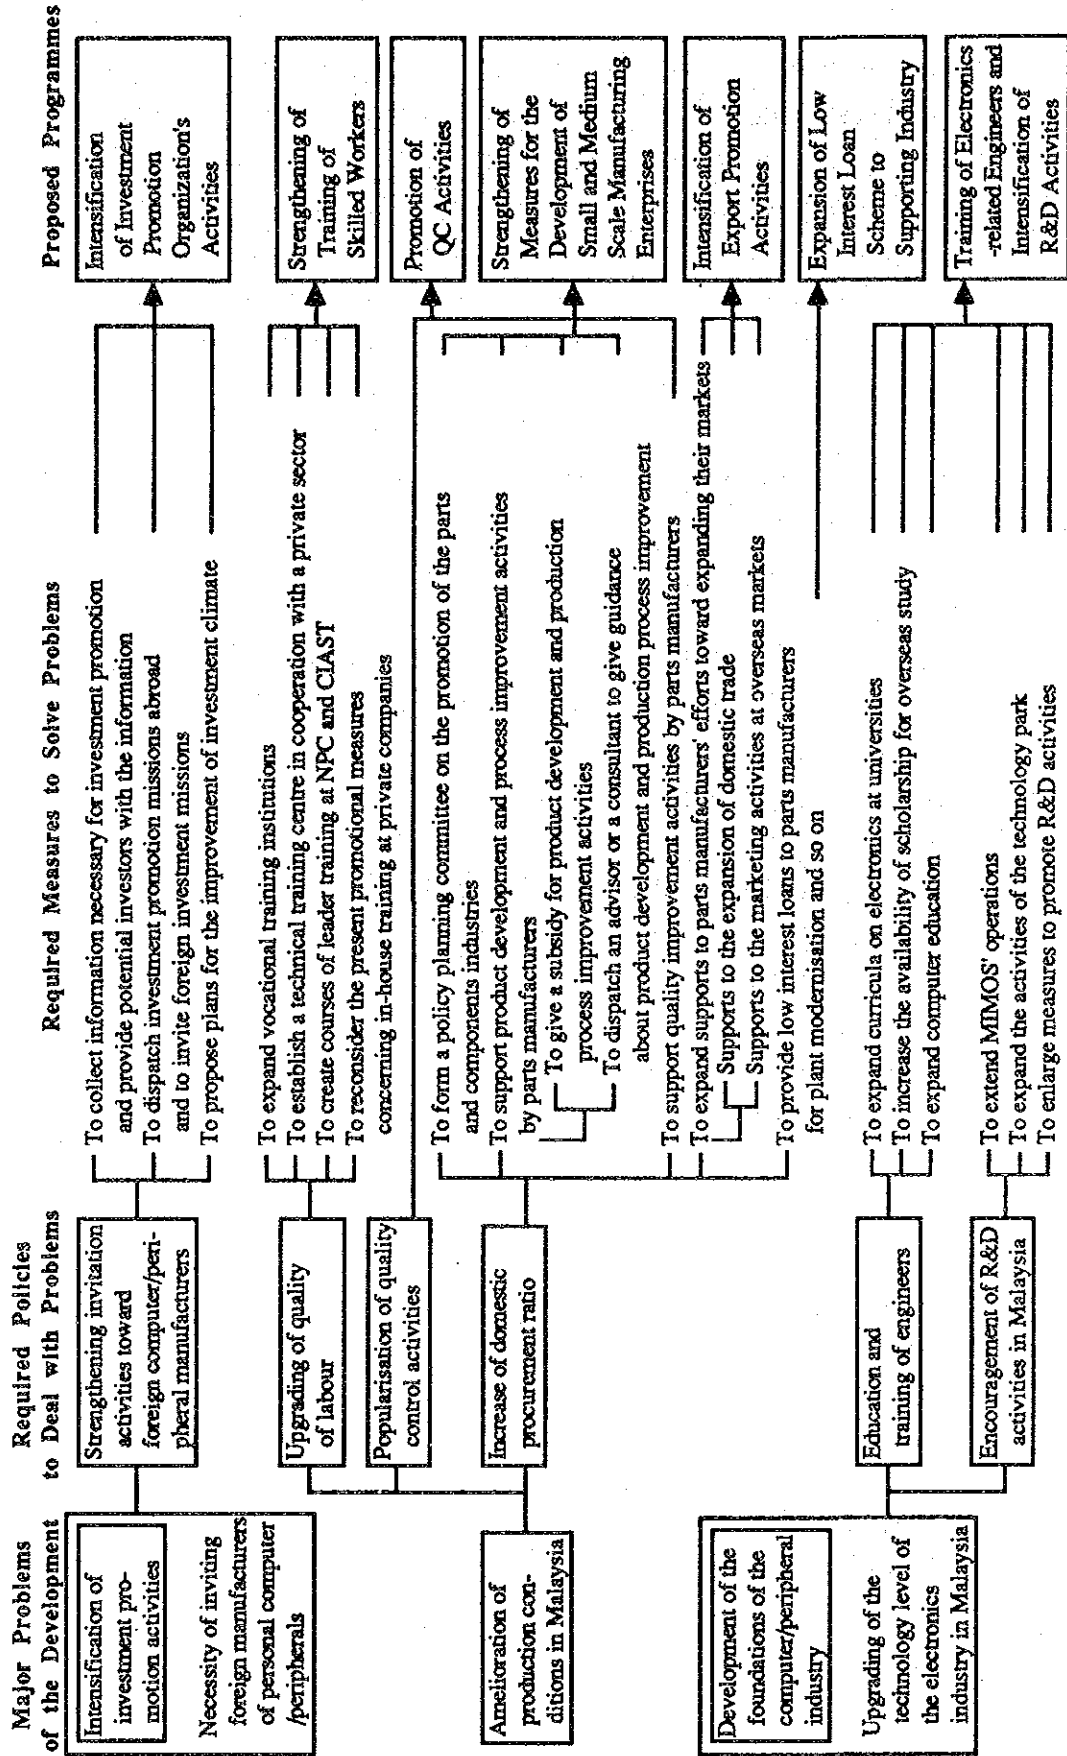 Major Problems
of the Development
Required Policies
to Deal with Problems
Required Measures to Solve Problems
Proposed Programmes
Intensification of
investment pro-
motion activities
Necessity of inviting
foreign manufacturers
of personal computer
/peripherals
Amelioration of
production con-
ditions in Malaysia
Development of the
foundations of the
computer/peripheral
industry
Upgrading of the
technology level of
the electronics
industry in Malaysia
Strengthening invitation
activities toward
foreign computer/peri-
pheral manufacturers
Upgrading of quality
of labour
Popularisation of quality
control activities
Increase of domestic
procurement ratio
Education and
training of engineers
Encouragement of R&D
activities in Malaysia
To collect information necessary for investment promotion
and provide potential investors with the information
To dispatch investment promotion missions abroad
and to invite foreign investment missions
To propose plans for the improvement of investment climate
To expand vocational training institutions
To establish a technical training centre in cooperation with a private sector
To create courses of leader training at NPC and CIAST
To reconsider the present promotional measures
concerning in-house training at private companies
To form a policy planning committee on the promotion of the parts
and components industries
To support product development and process improvement activities
by parts manufacturers
To give a subsidy for product development and production
process improvement activities
To dispatch an advisor or a consultant to give guidance
about product development and production process improvement
To support quality improvement activities by parts manufacturers
To expand supports to parts manufacturers' efforts toward expanding their markets
Supports to the expansion of domestic trade
Supports to the marketing activities at overseas markets
To provide low interest loans to parts manufacturers
for plant modernisation and so on
To expand curricula on electronics at universities
To increase the availability of scholarship for overseas study
To expand computer education
To extend MIMOS' operations
To expand the activities of the technology park
To enlarge measures to promote R&D activities
Intensification
of Investment
Promotion
Organization's
Activities
Strengthening of
Training of
Skilled Workers
Promotion of
QC Activities
Strengthening of
Measures for the
Development of
Small and Medium
Scale Manufacturing
Enterprises
Intensification of
Export Promotion
Activities
Expansion of Low
Interest Loan
Scheme to
Supporting Industry
Training of Electronics
-related Engineers and
Intensification of
R&D Activities